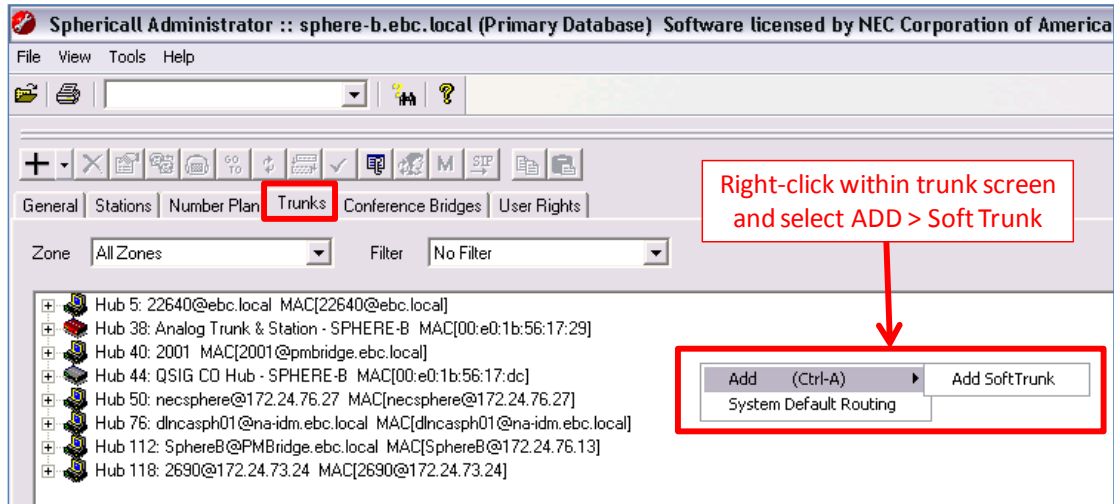 Sphericall Administrator :: sphere-b.ebc.local (Primary Database)  Software licensed by NEC Corporation of America
File View Tools Help
GO TO M SIP
General Stations Number Plan Trunks Conference Bridges User Rights
Right-click within trunk screen
and select ADD > Soft Trunk
Zone All Zones Filter No Filter
Hub 5: 22640@ebc.local MAC[22640@ebc.local]
Hub 38: Analog Trunk & Station - SPHERE-B MAC[00:e0:1b:56:17:29]
Hub 40: 2001 MAC[2001@pmbridge.ebc.local]
Hub 44: QSIG CO Hub - SPHERE-B MAC[00:e0:1b:56:17:dc]
Hub 50: necsphere@172.24.76.27 MAC[necsphere@172.24.76.27]
Hub 76: dlncasph01@na-idm.ebc.local MAC[dlncasph01@na-idm.ebc.local]
Hub 112: SphereB@PMBridge.ebc.local MAC[SphereB@172.24.76.13]
Hub 118: 2690@172.24.73.24 MAC[2690@172.24.73.24]
Add (Ctrl-A) Add SoftTrunk
System Default Routing